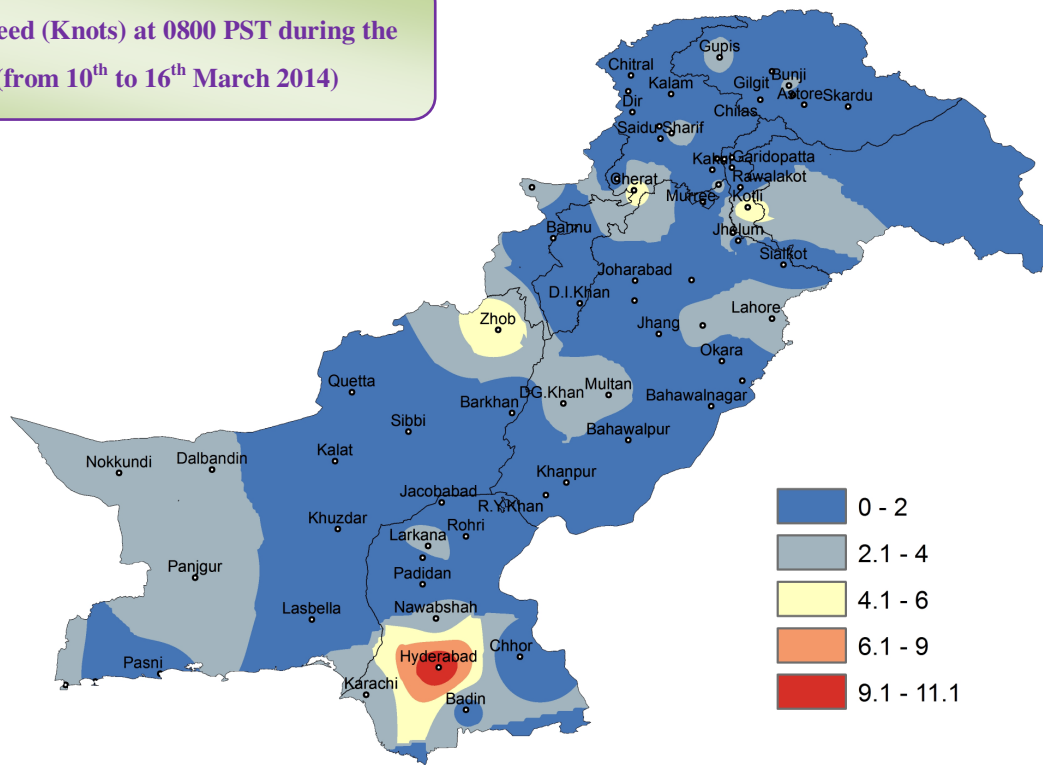 eed (Knots) at 0800 PST during the
(from 10th to 16th March 2014)
Gupis
Chitral
Bunji
Kalam
Gilgit
Astore Skardu
Dir
Chilas
Saidu Sharif
Garidopatta
Rawalakot
Cherat
Murree
Kotli
Bannu
Jhelum
Sialkot
Joharabad
D.I.Khan
Lahore
Zhob
Jhang
Okara
Quetta
DG.Khan
Multan
Barkhan
Bahawalnagar
Sibbi
Bahawalpur
Kalat
Nokkundi
Dalbandin
Khanpur
Jacobabad
R.Y.Khan
Khuzdar
Rohri
Larkana
Panjgur
Padidan
Lasbella
Nawabshah
Chhor
Hyderabad
Pasni
Karachi
Badin
0 - 2
2.1 - 4
4.1 - 6
6.1 - 9
9.1 - 11.1